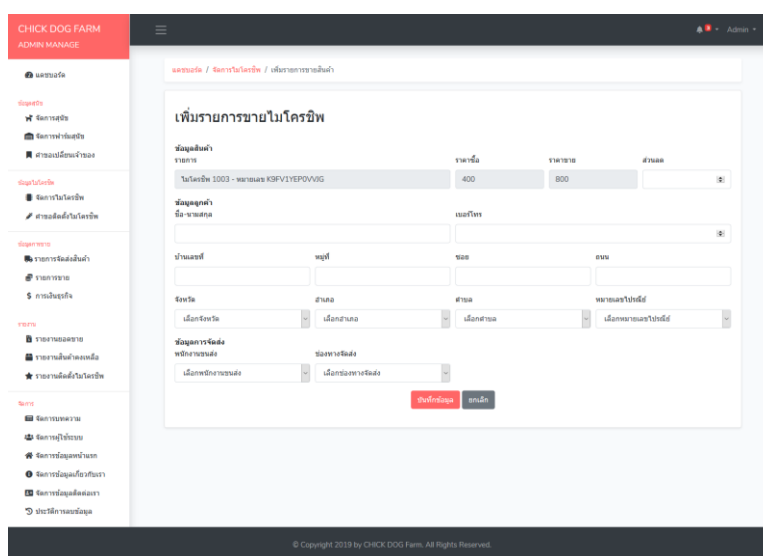 CHICK DOG FARM
ADMIN MANAGE
9
Admin
แดชบอร์ด
ข้อมูลสุนัข
จัดการสุนัข
จัดการฟาร์มสุนัข
คำขอเปลี่ยนเจ้าของ
ข้อมูลไมโครชิพ
จัดการไมโครชิพ
คำขอติดตั้งไมโครชิพ
ข้อมูลการขาย
รายการจัดส่งสินค้า
รายการขาย
การเงินธุรกิจ
รายงาน
รายงานยอดขาย
รายงานสินค้าคงเหลือ
รายงานติดตั้งไมโครชิพ
จัดการ
จัดการบทความ
จัดการผู้ใช้ระบบ
จัดการข้อมูลหน้าแรก
จัดการข้อมูลเกี่ยวกับเรา
จัดการข้อมูลติดต่อเรา
ประวัติการลบข้อมูล
แดชบอร์ด / จัดการไมโครชิพ / เพิ่มรายการขายสินค้า
เพิ่มรายการขายไมโครชิพ
ข้อมูลสินค้า
รายการ ราคาซื้อ ราคาขาย ส่วนลด
ไมโครชิพ 1003 - หมายเลข K9FV1YEP0VVIG 400 800
ข้อมูลลูกค้า
ชื่อ-นามสกุล เบอร์โทร
บ้านเลขที่ หมู่ที่ ซอย ถนน
จังหวัด อำเภอ ตำบล หมายเลขไปรณีย์
เลือกจังหวัด เลือกอำเภอ เลือกตำบล เลือกหมายเลขไปรณีย์
ข้อมูลการจัดส่ง
พนักงานขนส่ง ช่องทางจัดส่ง
เลือกพนักงานขนส่ง เลือกช่องทางจัดส่ง
บันทึกข้อมูล ยกเลิก
© Copyright 2019 by CHICK DOG Farm. All Rights Reserved.